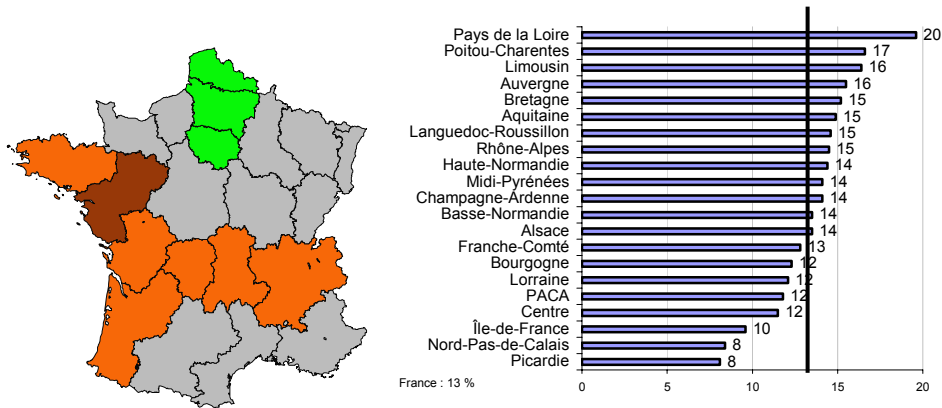 Pays de la Loire 20
Poitou-Charentes 17
Limousin 16
Auvergne 16
Bretagne 15
Aquitaine 15
Languedoc-Roussillon 15
Rhône-Alpes 15
Haute-Normandie 14
Midi-Pyrénées 14
Champagne-Ardenne 14
Basse-Normandie 14
Alsace 14
Franche-Comté 13
Bourgogne 12
Lorraine 12
PACA 12
Centre 12
Île-de-France 10
Nord-Pas-de-Calais 8
Picardie 8
France : 13 %
0 5 10 15 20